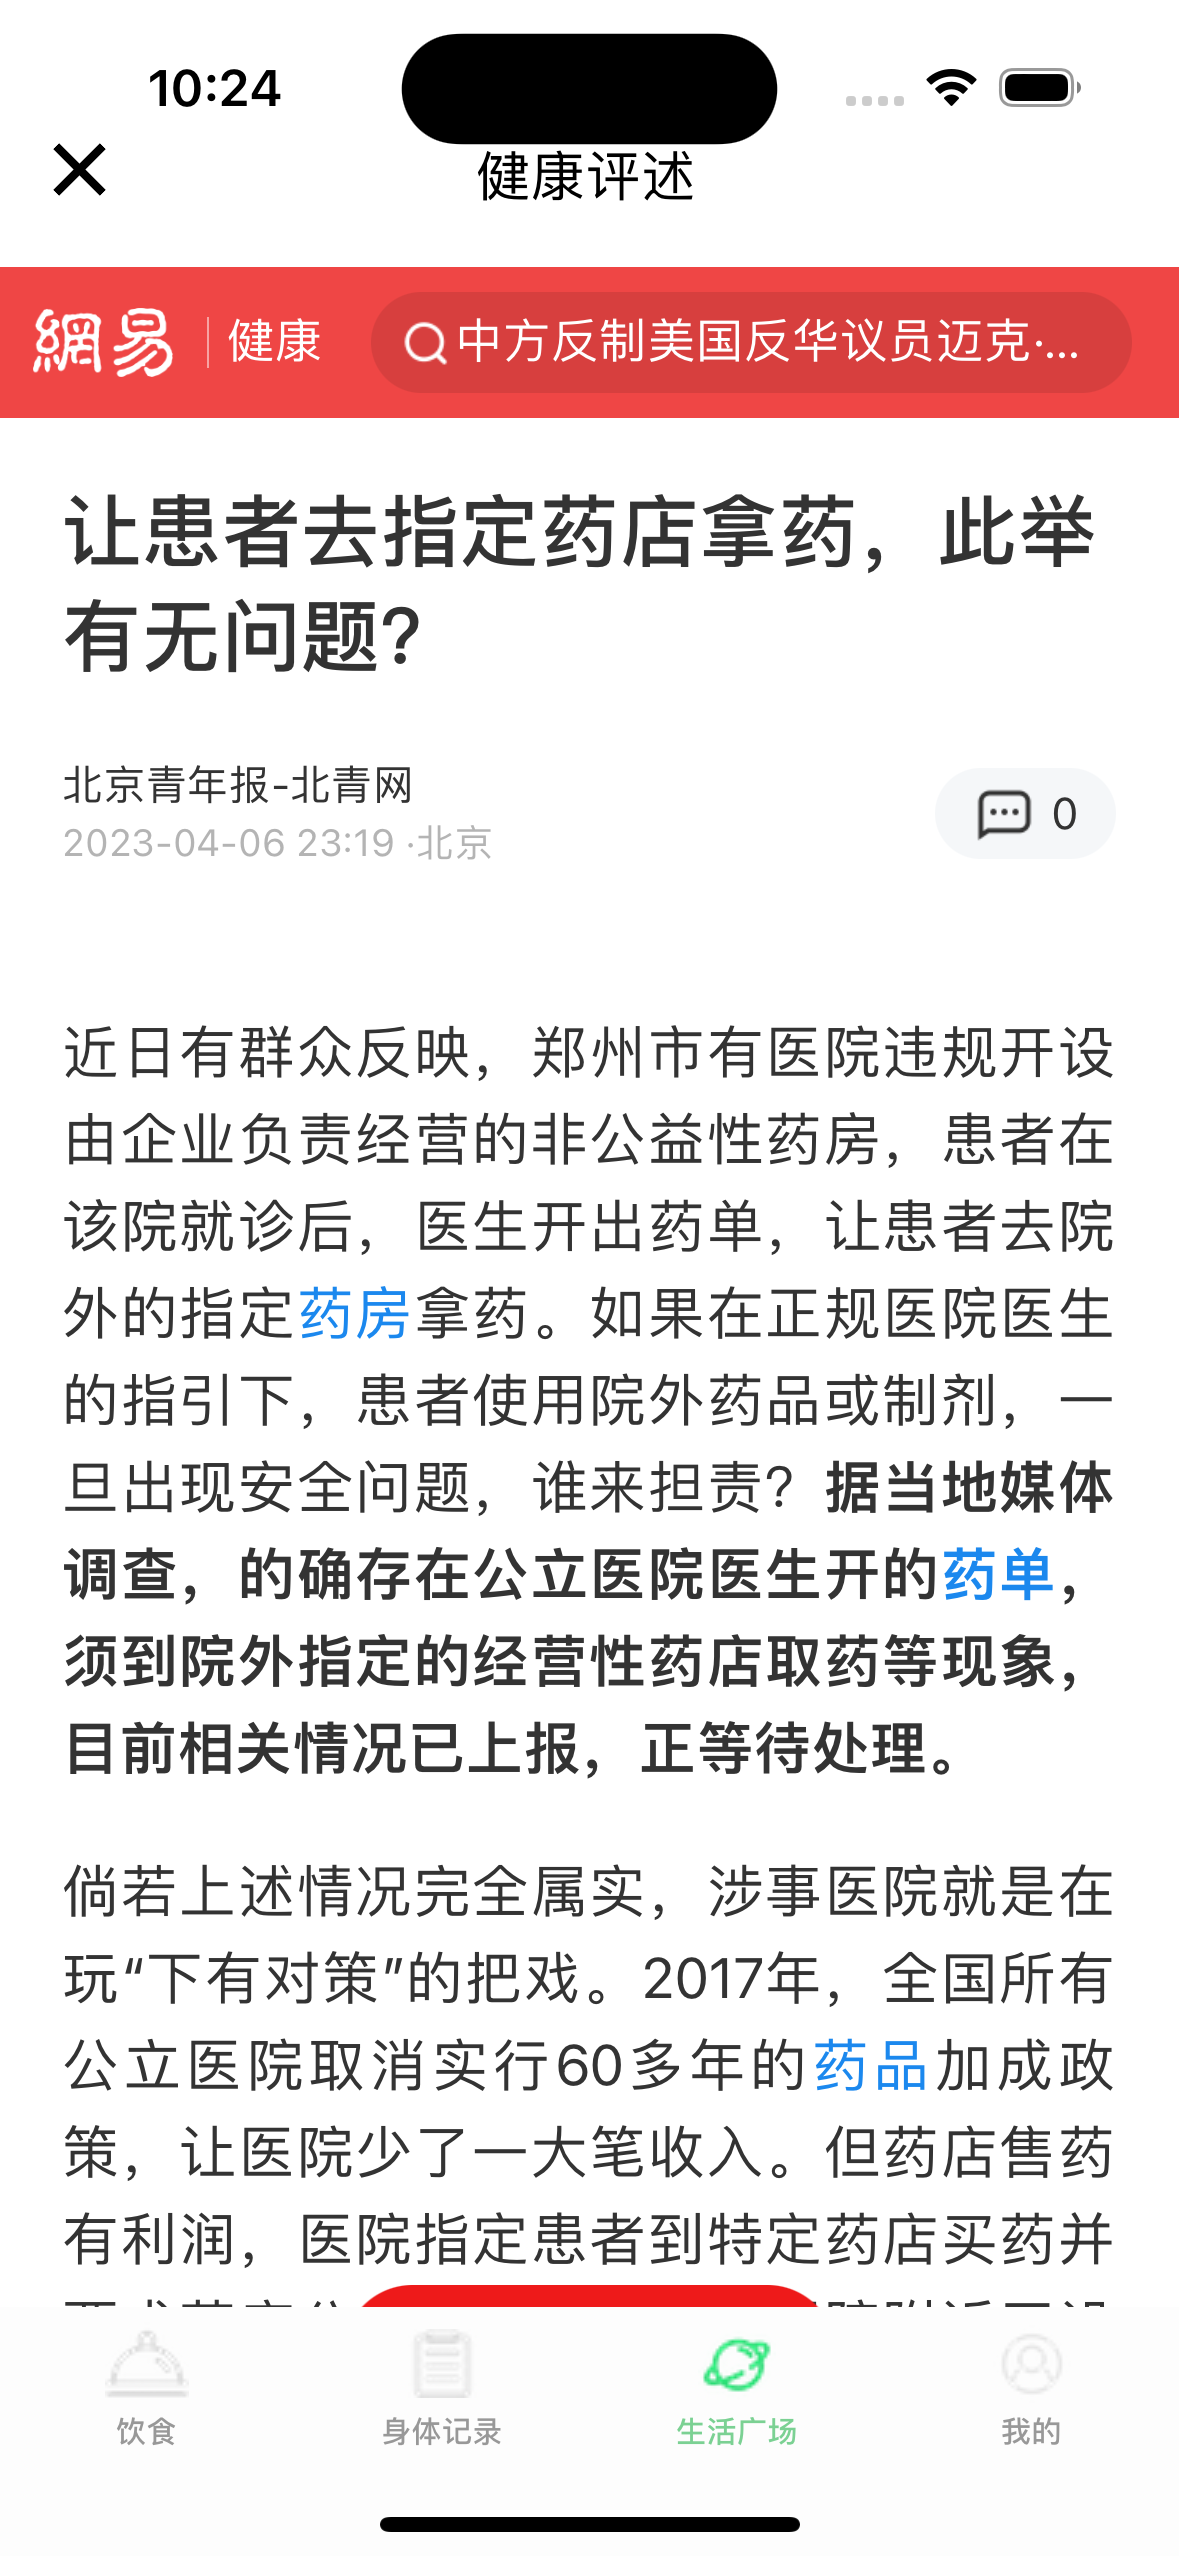 10:24
健康评述
網易
健康
中方反制美国反华议员迈克·...
让患者去指定药店拿药，此举
有无问题?
北京青年报-北青网
2023-04-06 23:19 ·北京
0
近日有群众反映，郑州市有医院违规开设
由企业负责经营的非公益性药房，患者在
该院就诊后，医生开出药单，让患者去院
外的指定药房拿药。如果在正规医院医生
的指引下，患者使用院外药品或制剂，一
旦出现安全问题，谁来担责？据当地媒体
调查，的确存在公立医院医生开的药单，
须到院外指定的经营性药店取药等现象，
目前相关情况已上报，正等待处理。
倘若上述情况完全属实，涉事医院就是在
玩“下有对策”的把戏。2017年，全国所有
公立医院取消实行60多年的药品加成政
策，让医院少了一大笔收入。但药店售药
有利润，医院指定患者到特定药店买药并
饮食
身体记录
生活广场
我的